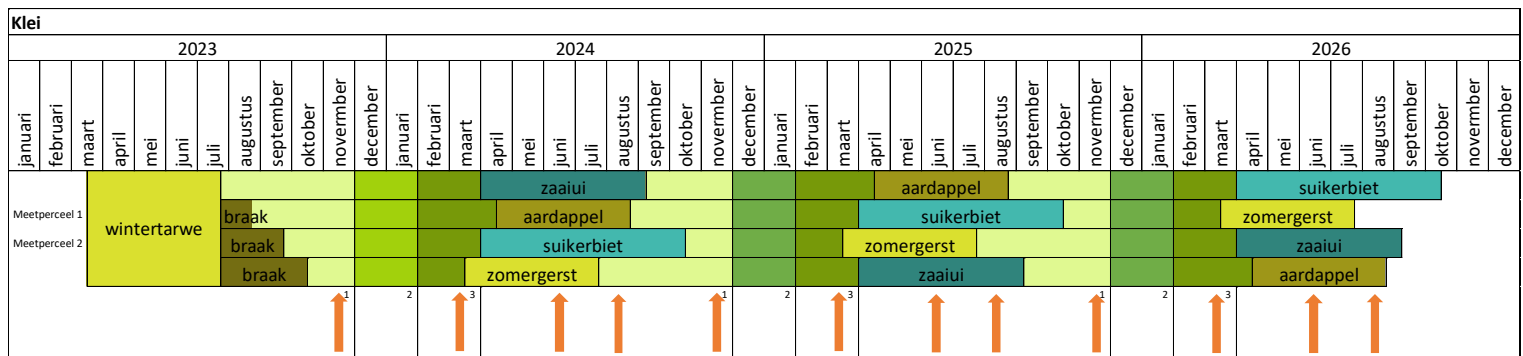 Klei
2023 2024 2025 2026
januari februari maart april mei juni juli augustus september oktober novermber december januari februari maart april mei juni juli augustus september oktober novermber december januari februari maart april mei juni juli augustus september oktober novermber december januari februari maart april mei juni juli augustus september oktober novermber december
zaaiui aardappel suikerbiet
Meetperceel 1 braak aardappel suikerbiet zomergerst
wintertarwe
Meetperceel 2 braak suikerbiet zomergerst zaaiui
braak zomergerst zaaiui aardappel
1 2 3 1 2 3 1 2 3